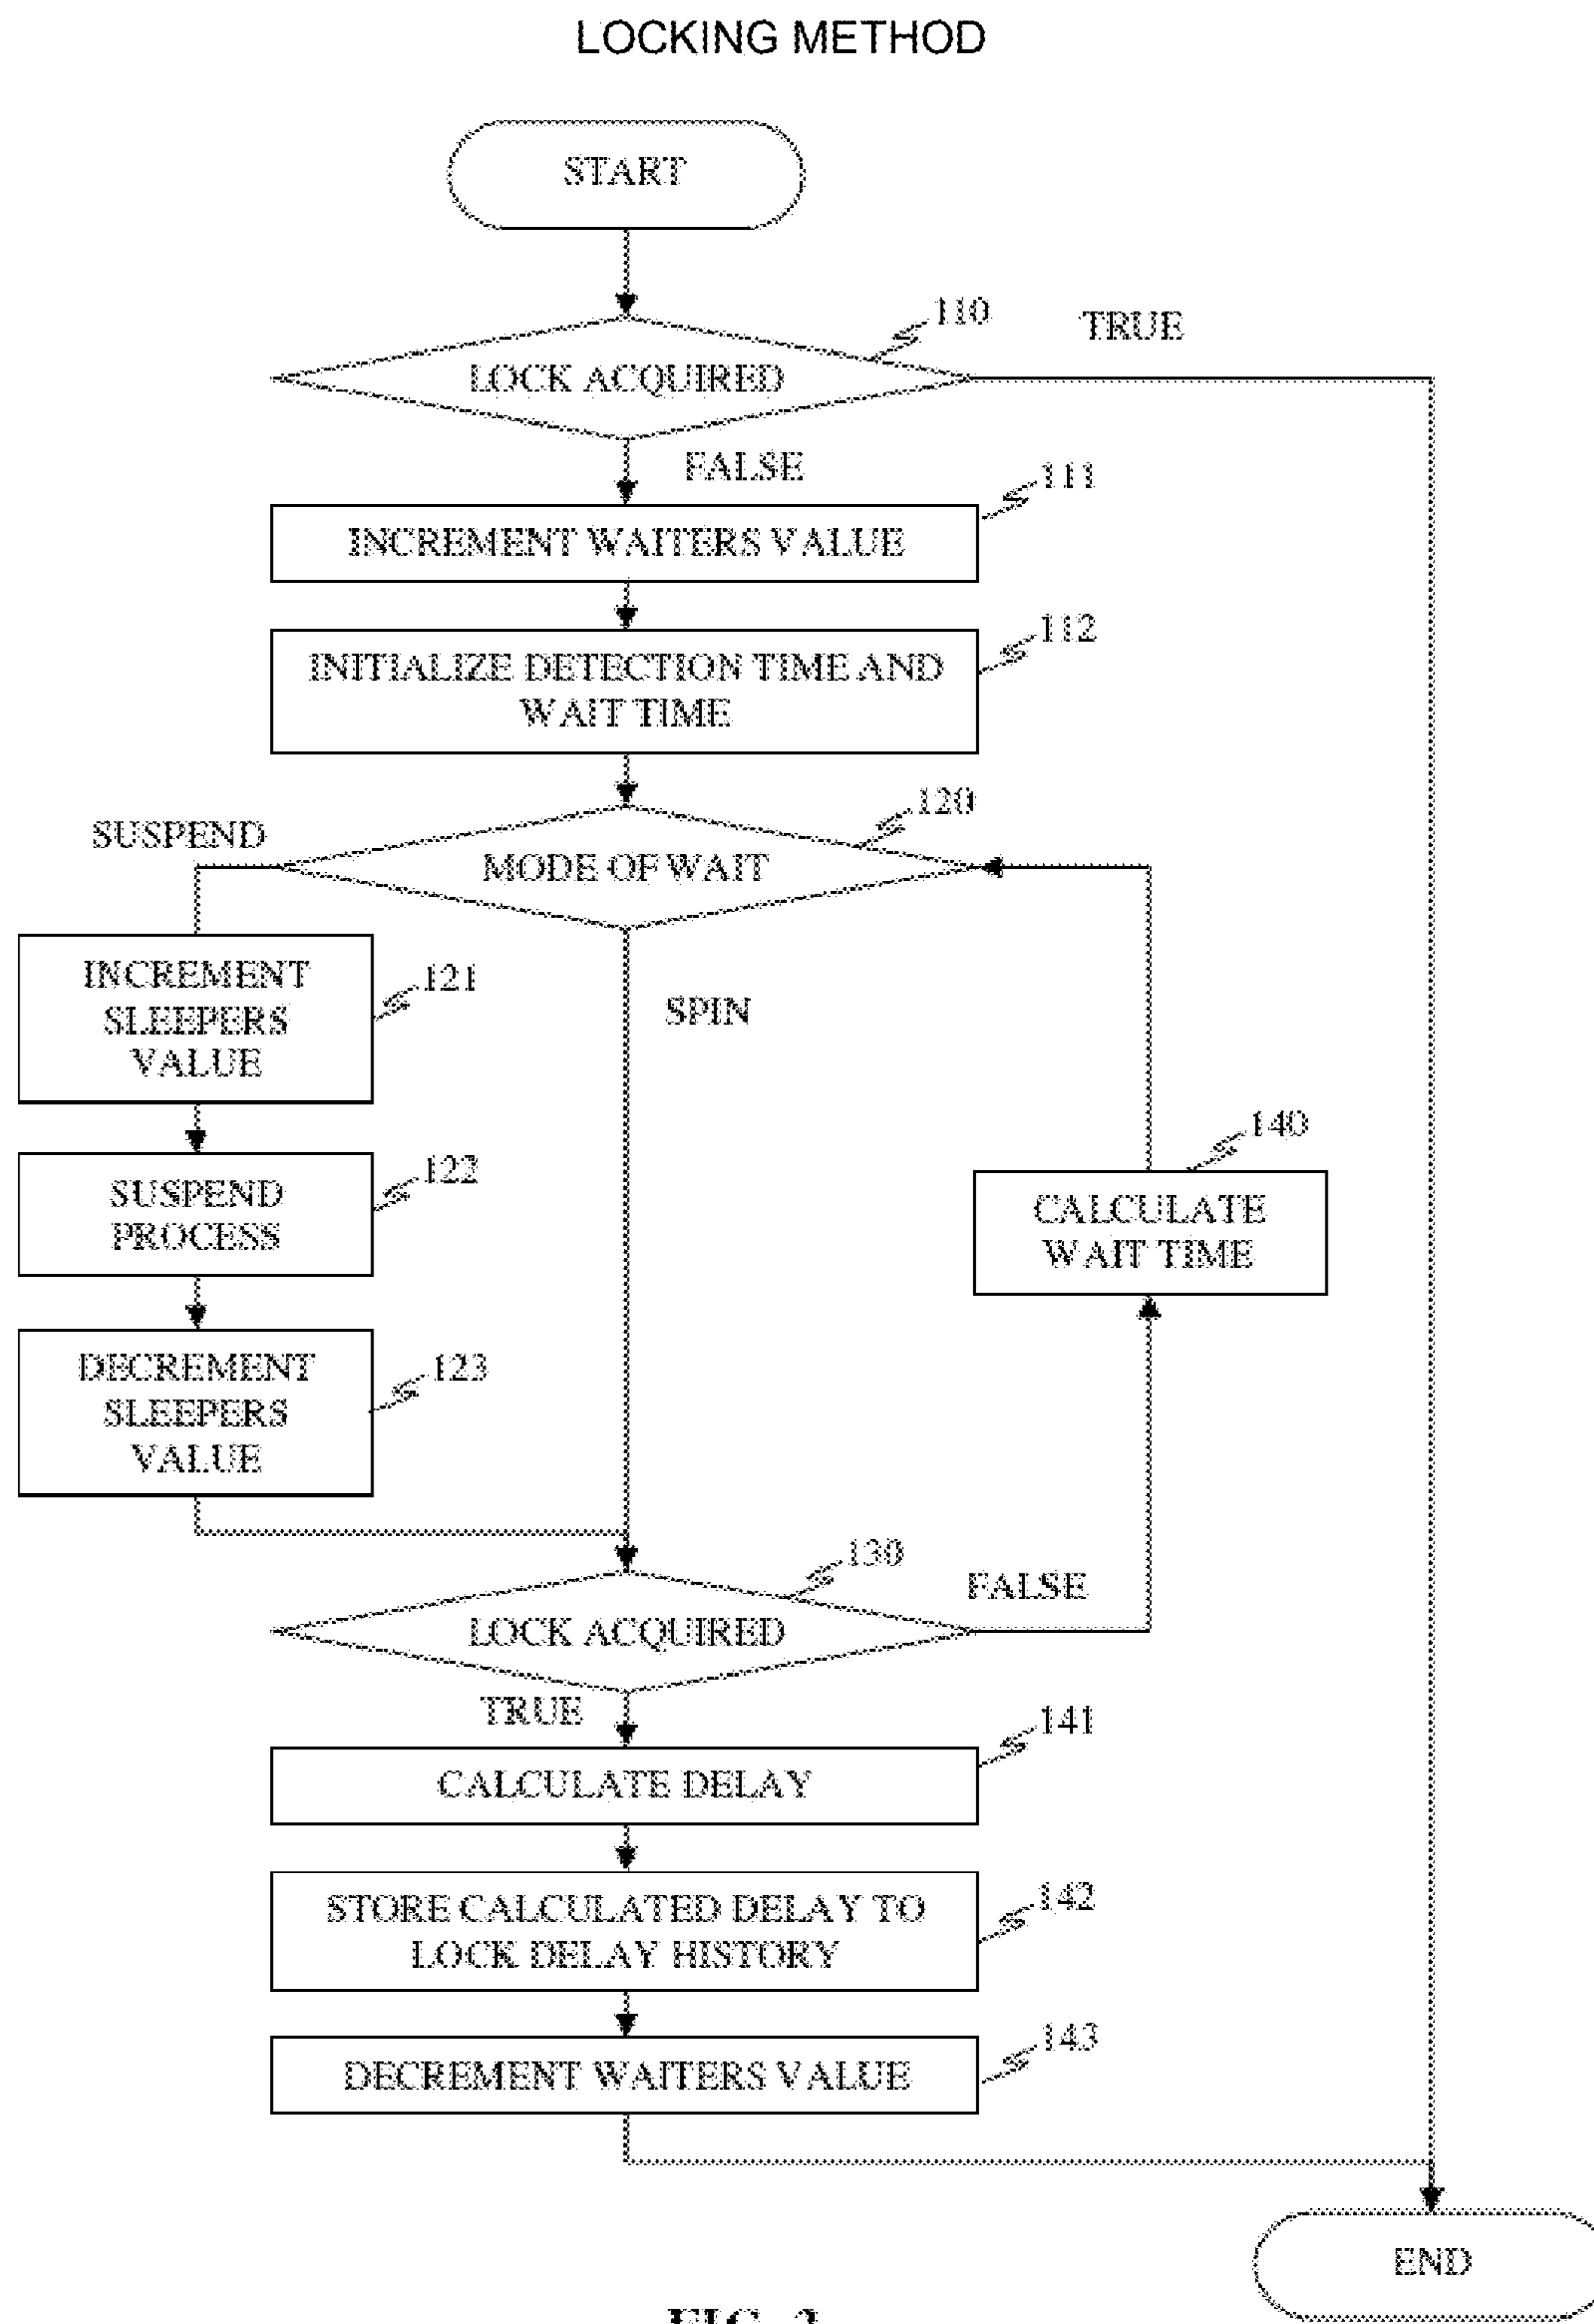 LOCKING METHOD
START
110
TRUE
LOCK ACQUIRED
FALSE
111
INCREMENT WAITERS VALUE
112
INITIALIZE DETECTION TIME AND
WAIT TIME
120
SUSPEND
MODE OF WAIT
INCREMENT
SLEEPERS
VALUE
121
SPIN
122
SUSPEND
PROCESS
140
CALCULATE
WAIT TIME
DECREMENT
SLEEPERS
VALUE
123
130
FALSE
LOCK ACQUIRED
TRUE
141
CALCULATE DELAY
142
STORE CALCULATED DELAY TO
LOCK DELAY HISTORY
143
DECREMENT WAITERS VALUE
END